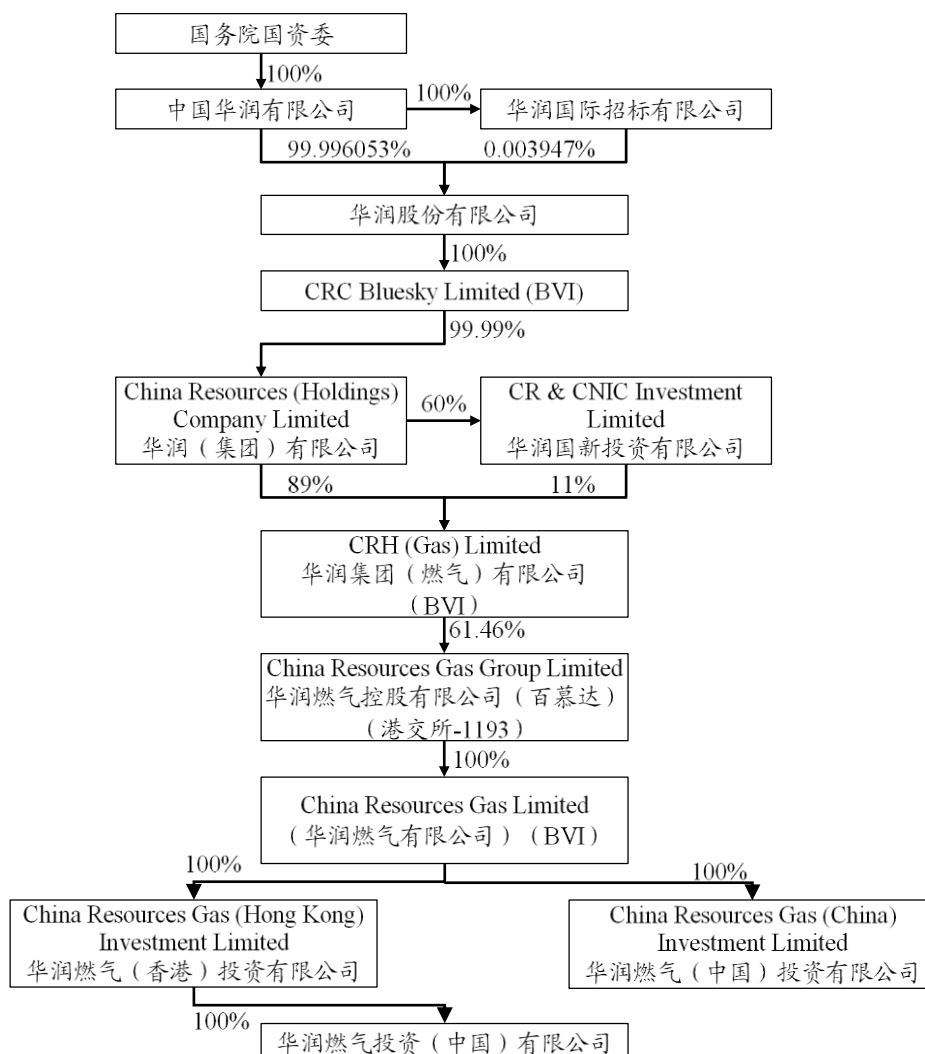 国务院国资委
100%
中国华润有限公司
100%
华润国际招标有限公司
99.996053%
0.003947%
华润股份有限公司
100%
CRC Bluesky Limited (BVI)
99.99%
China Resources (Holdings)
Company Limited
华润（集团）有限公司
60%
CR & CNIC Investment
Limited
华润国新投资有限公司
89%
11%
CRH (Gas) Limited
华润集团（燃气）有限公司
（BVI）
61.46%
China Resources Gas Group Limited
华润燃气控股有限公司（百慕达）
（港交所-1193）
100%
China Resources Gas Limited
（华润燃气有限公司）（BVI）
100%
100%
China Resources Gas (Hong Kong)
Investment Limited
华润燃气（香港）投资有限公司
China Resources Gas (China)
Investment Limited
华润燃气（中国）投资有限公司
100%
华润燃气投资（中国）有限公司